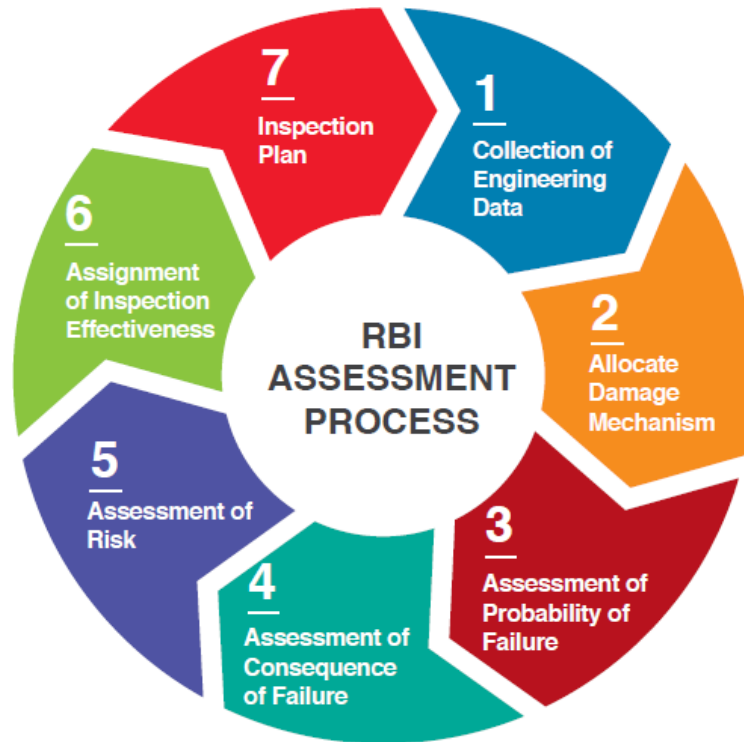 RBI
ASSESSMENT
PROCESS
1
Collection of
Engineering
Data
2
Allocate
Damage
Mechanism
3
Assessment of
Probability of
Failure
4
Assessment of
Consequence
of Failure
5
Assessment of
Risk
6
Assignment
of Inspection
Effectiveness
7
Inspection
Plan